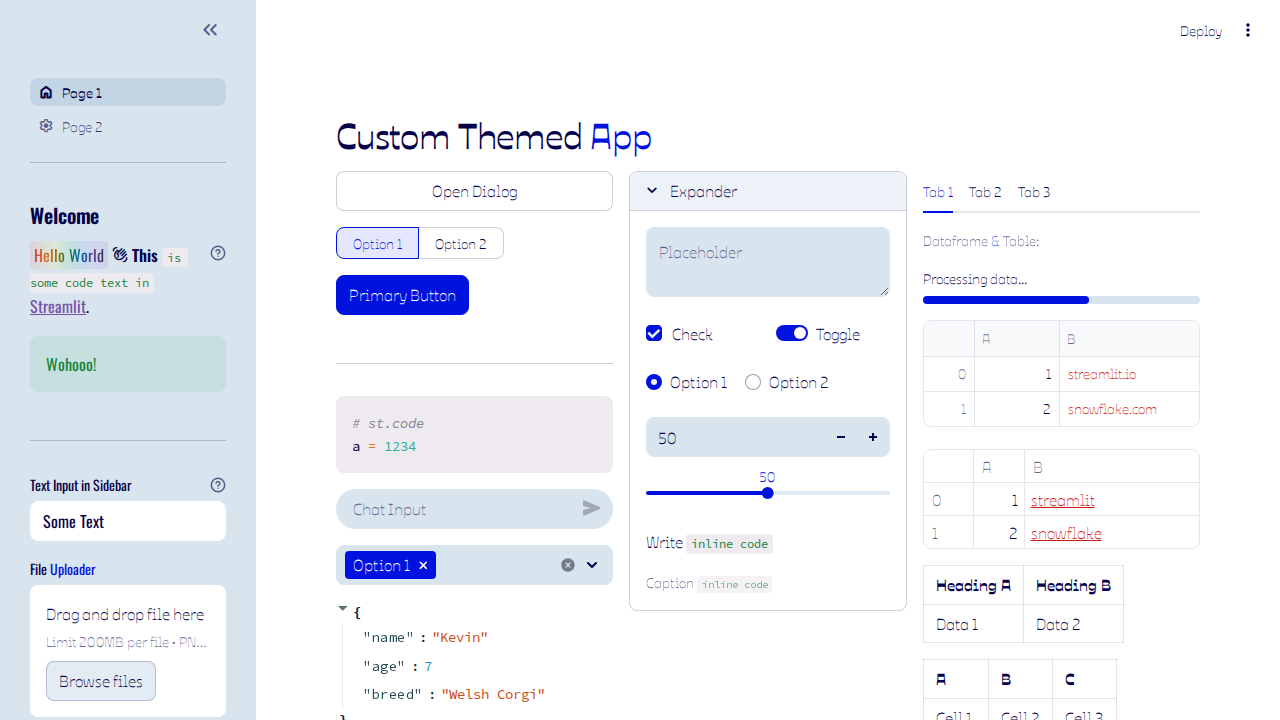 Deploy
Page 1
Page 2
Welcome
Hello World 👋 This is
some code text in
Streamlit.
Wohooo!
Text Input in Sidebar
Some Text
File Uploader
Drag and drop file here
Limit 200MB per file • PN...
Browse files
Custom Themed App
Open Dialog
Option 1 Option 2
Primary Button
# st.code
a = 1234
Chat Input
Option 1
{
"name" : "Kevin"
"age" : 7
"breed" : "Welsh Corgi"
}
Expander
Placeholder
Check Toggle
Option 1 Option 2
50
50
Write inline code
Caption inline code
Tab 1 Tab 2 Tab 3
Dataframe & Table:
Processing data...
A B
0 1 streamlit.io
1 2 snowflake.com
A B
0 1 streamlit
1 2 snowflake
Heading A Heading B
Data 1 Data 2
A B C
Cell 1 Cell 2 Cell 3